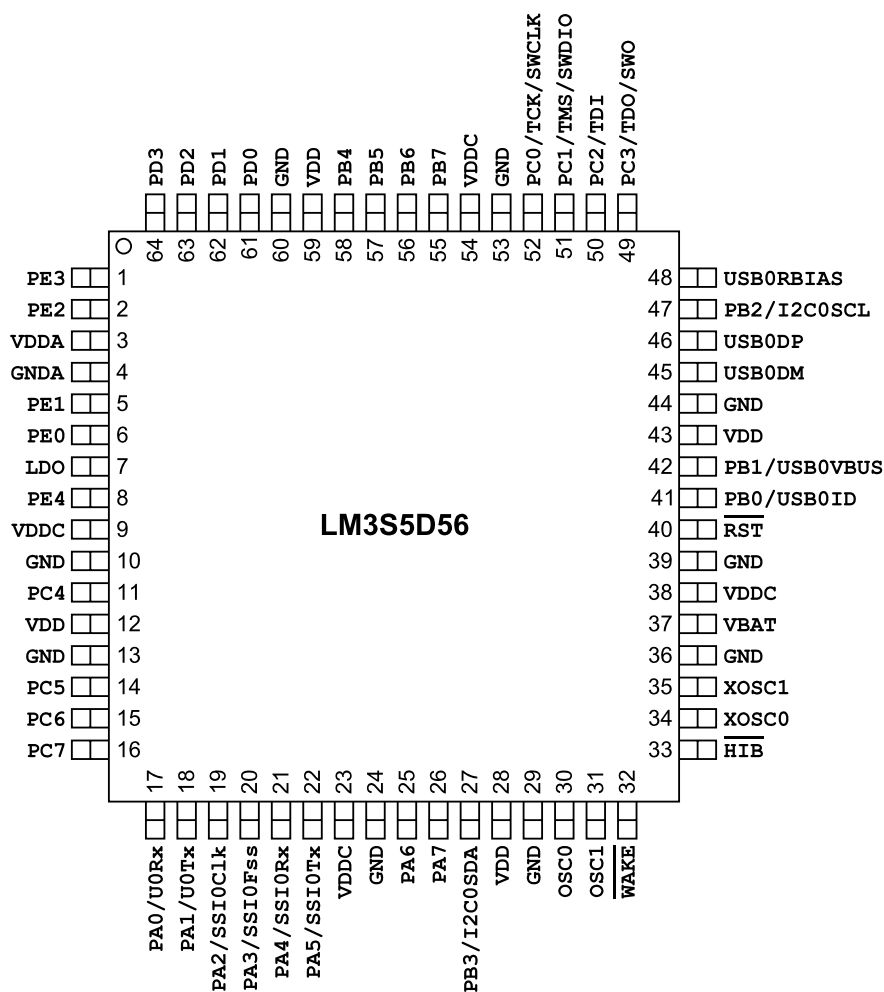 PD3
PD2
PD1
PD0
GND
VDD
PB4
PB5
PB6
PB7
VDDC
GND
PC0/TCK/SWCLK
PC1/TMS/SWDIO
PC2/TDI
PC3/TDO/SWO
64
63
62
61
60
59
58
57
56
55
54
53
52
51
50
49
PE3 1
PE2 2
VDDA 3
GNDA 4
PE1 5
PE0 6
LDO 7
PE4 8
VDDC 9
GND 10
PC4 11
VDD 12
GND 13
PC5 14
PC6 15
PC7 16
LM3S5D56
48 USB0RBIAS
47 PB2/I2C0SCL
46 USB0DP
45 USB0DM
44 GND
43 VDD
42 PB1/USB0VBUS
41 PB0/USB0ID
40 RST
39 GND
38 VDDC
37 VBAT
36 GND
35 XOSC1
34 XOSC0
33 HIB
17
18
19
20
21
22
23
24
25
26
27
28
29
30
31
32
PA0/U0Rx
PA1/U0Tx
PA2/SSI0Clk
PA3/SSI0Fss
PA4/SSI0Rx
PA5/SSI0Tx
VDDC
GND
PA6
PA7
PB3/I2C0SDA
VDD
GND
OSC0
OSC1
WAKE